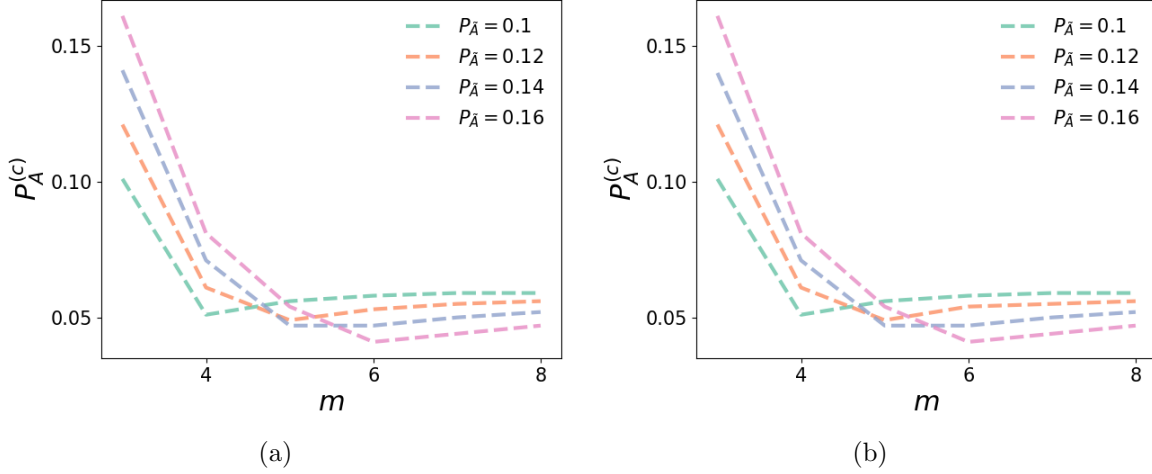 0.15
0.10
0.05
P_Ã = 0.1
P_Ã = 0.12
P_Ã = 0.14
P_Ã = 0.16
P_A^(c)
4 6 8
m
(a)
0.15
0.10
0.05
P_Ã = 0.1
P_Ã = 0.12
P_Ã = 0.14
P_Ã = 0.16
P_A^(c)
4 6 8
m
(b)